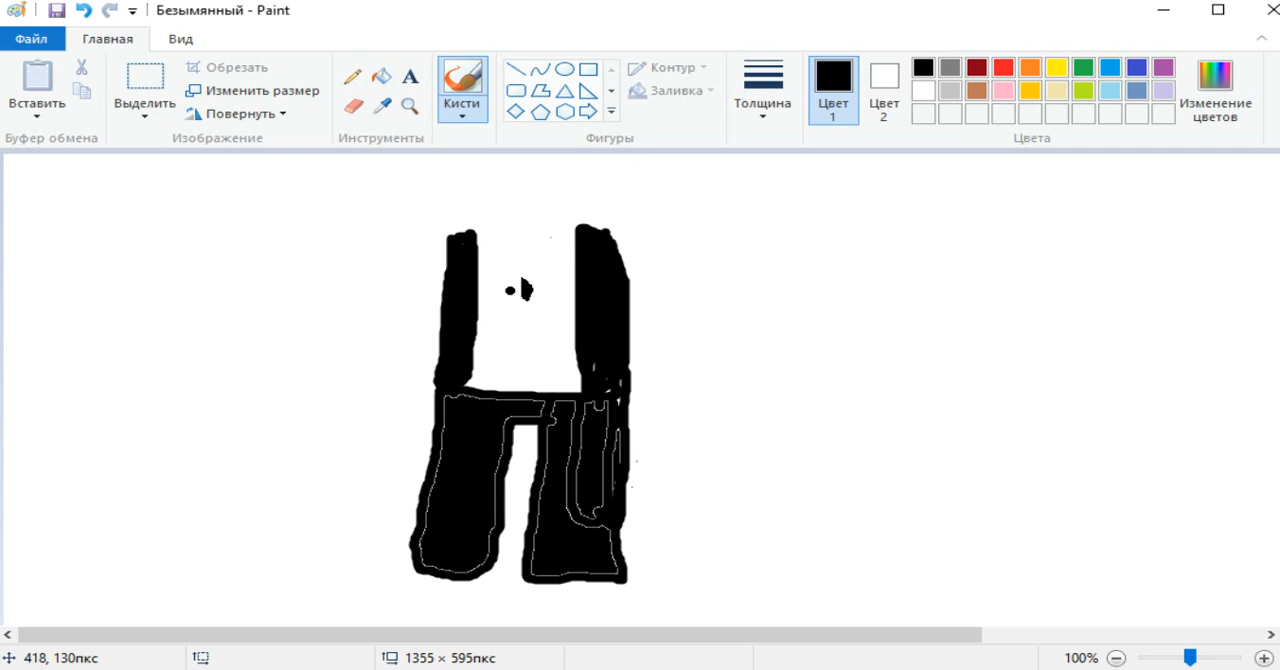 Безымянный - Paint
Файл Главная Вид
Вставить
Буфер обмена
Выделить
Обрезать
Изменить размер
Повернуть
Изображение
A
Инструменты
Кисти
Контур
Заливка
Фигуры
Толщина
Цвет
1
Цвет
2
Изменение
цветов
Цвета
418, 130пкс
1355 × 595пкс
100%